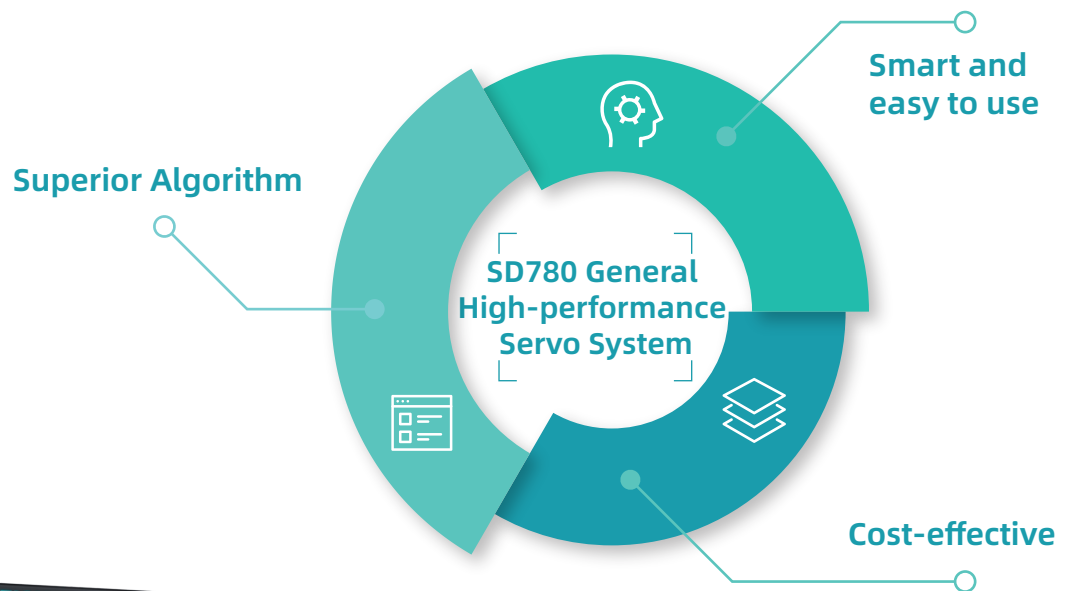 Smart and
easy to use
Superior Algorithm
SD780 General
High-performance
Servo System
Cost-effective